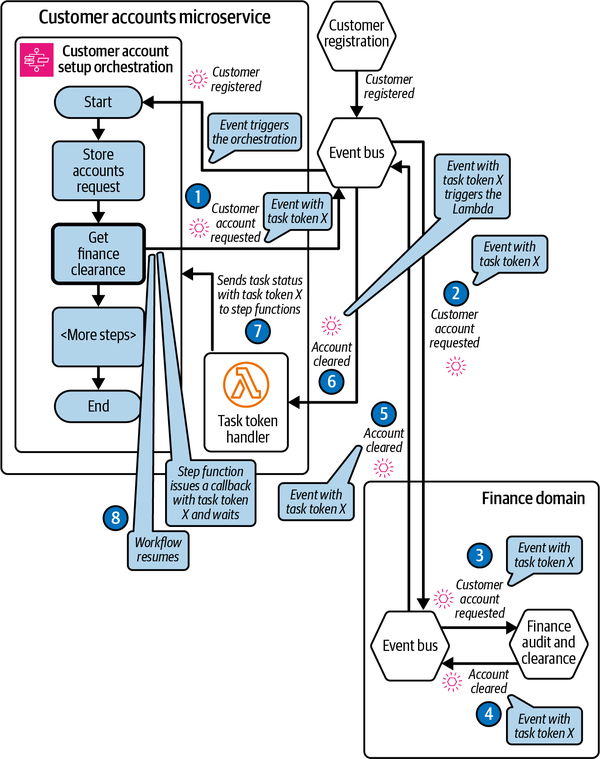 Customer accounts microservice
Customer account
setup orchestration
Customer
registered
Customer
registration
Customer
registered
Start
Event triggers
the orchestration
Event bus
Store
accounts
request
Event with
task token X
triggers the
Lambda
1
Customer
account
requested
Event with
task token X
Get
finance
clearance
Event with
task token X
2
Customer
account
requested
Sends task status
with task token X
to step functions
7
<More steps>
Account
cleared
6
End
Task token
handler
5
Account
cleared
Event with
task token X
Step function
issues a callback
with task token
X and waits
8
Workflow
resumes
Finance domain
3
Event with
task token X
Customer
account
requested
Event bus
Finance
audit and
clearance
Account
cleared
4
Event with
task token X